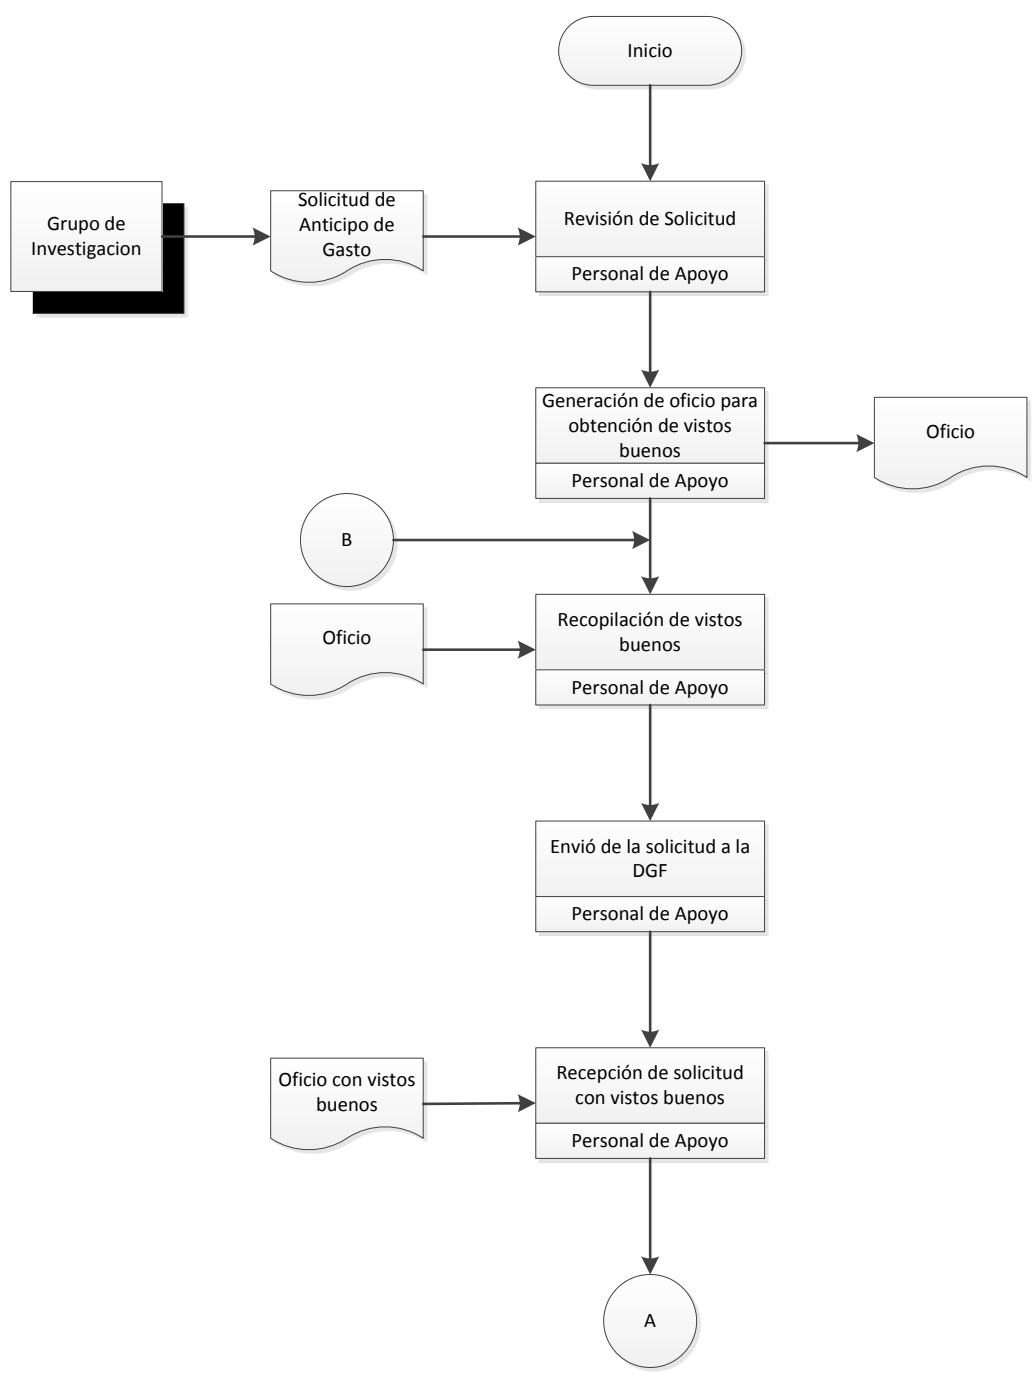 Inicio
Grupo de
Investigacion
Solicitud de
Anticipo de
Gasto
Revisión de Solicitud
Personal de Apoyo
Generación de oficio para
obtención de vistos
buenos
Personal de Apoyo
Oficio
B
Oficio
Recopilación de vistos
buenos
Personal de Apoyo
Envió de la solicitud a la
DGF
Personal de Apoyo
Oficio con vistos
buenos
Recepción de solicitud
con vistos buenos
Personal de Apoyo
A